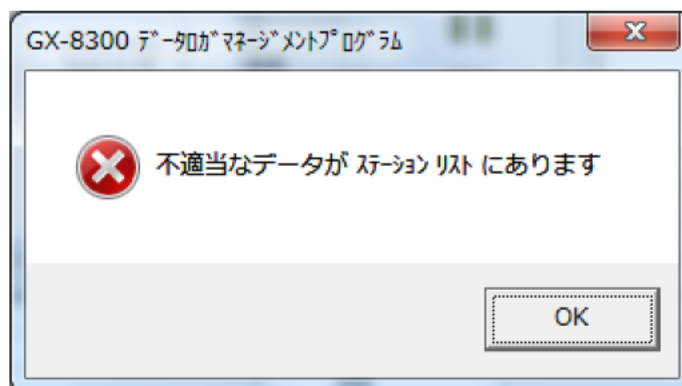 GX-8300 ﾃﾞｰﾀﾛｶﾞﾏﾈｰｼﾞﾒﾝﾄﾌﾟﾛｸﾞﾗﾑ
不適当なデータが ｽﾃｰｼｮﾝ ﾘｽﾄ にあります
OK